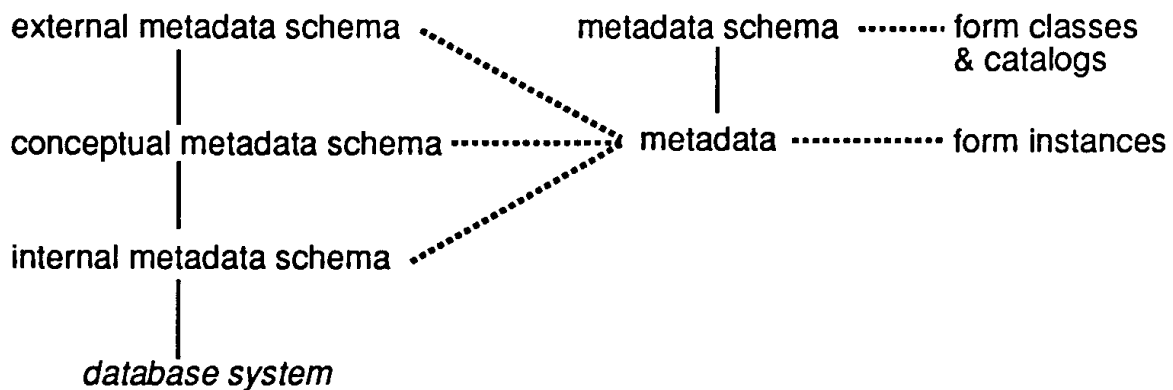 external metadata schema
metadata schema
form classes
& catalogs
conceptual metadata schema
metadata
form instances
internal metadata schema
database system